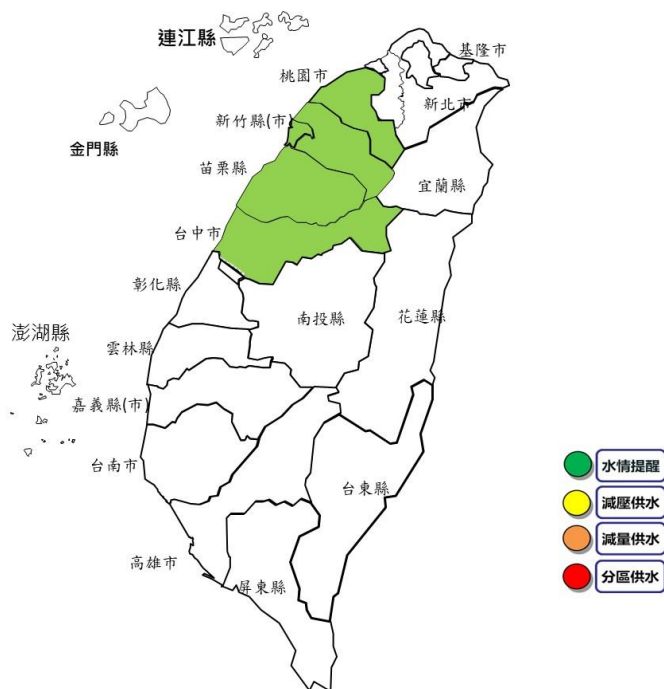 連江縣
基隆市
桃園市
新北市
新竹縣(市)
金門縣
苗栗縣
宜蘭縣
台中市
彰化縣
南投縣
花蓮縣
澎湖縣
雲林縣
嘉義縣(市)
台南市
台東縣
高雄市
屏東縣
水情提醒
減壓供水
減量供水
分區供水